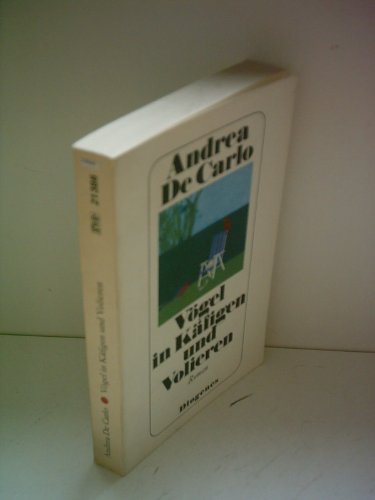 Andrea
De Carlo
Vögel
in Käfigen
und
Volieren
Roman
Diogenes
Andrea De Carlo Vögel in Käfigen und Volieren